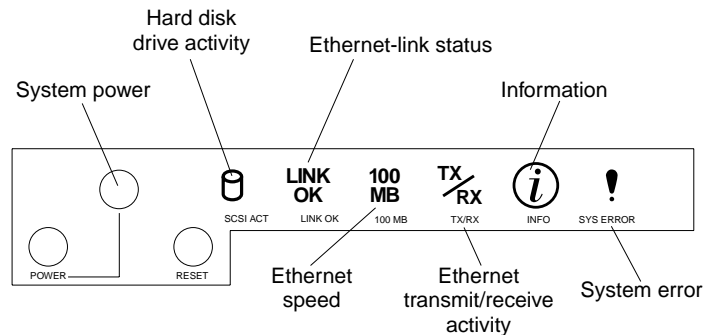 Hard disk
drive activity
Ethernet-link status
System power
Information
LINK
OK
100
MB
TX/RX
i
!
SCSI ACT
LINK OK
100 MB
TX/RX
INFO
SYS ERROR
POWER
RESET
Ethernet
speed
Ethernet
transmit/receive
activity
System error